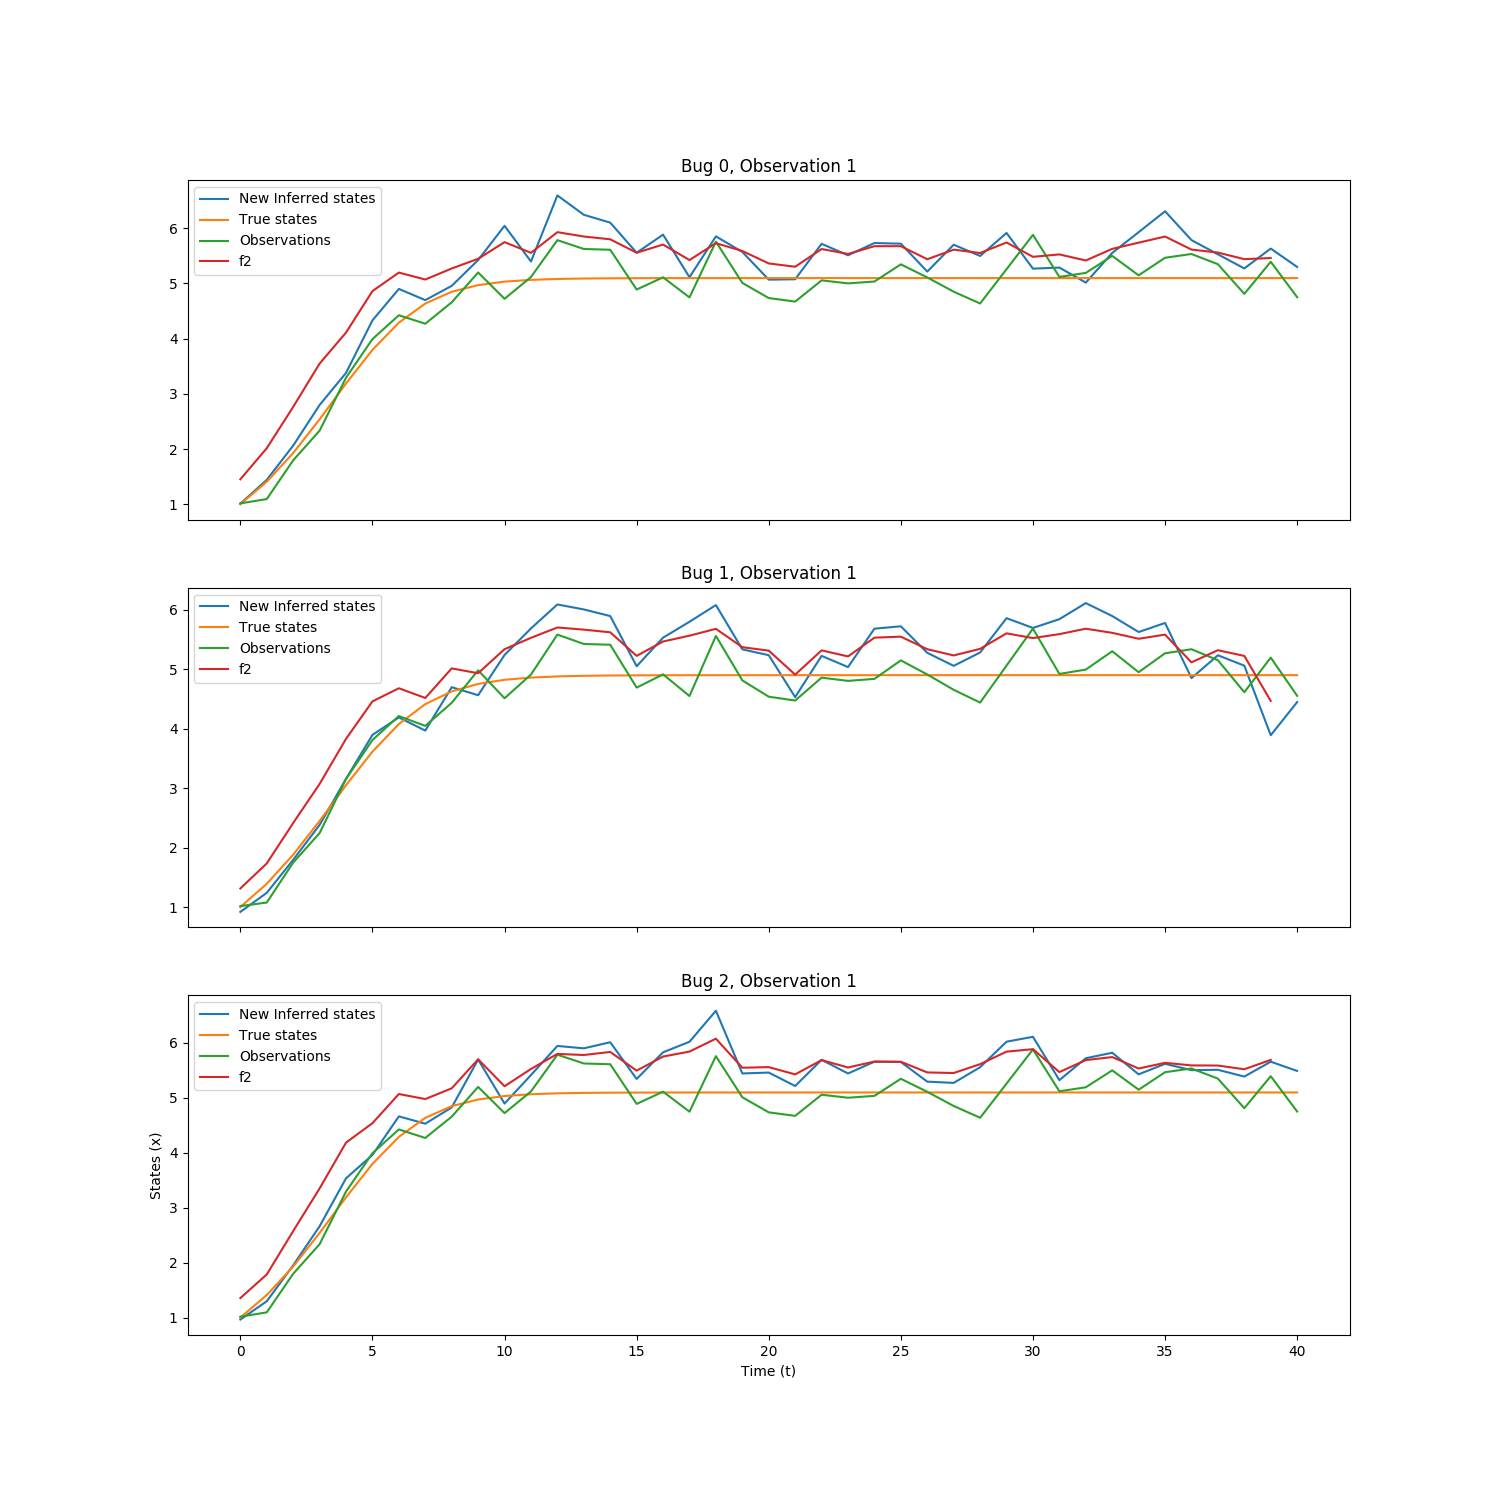 Bug 0, Observation 1
New Inferred states
True states
Observations
f2
6
5
4
3
2
1
Bug 1, Observation 1
New Inferred states
True states
Observations
f2
6
5
4
3
2
1
Bug 2, Observation 1
New Inferred states
True states
Observations
f2
6
5
4
3
2
1
States (x)
0 5 10 15 20 25 30 35 40
Time (t)